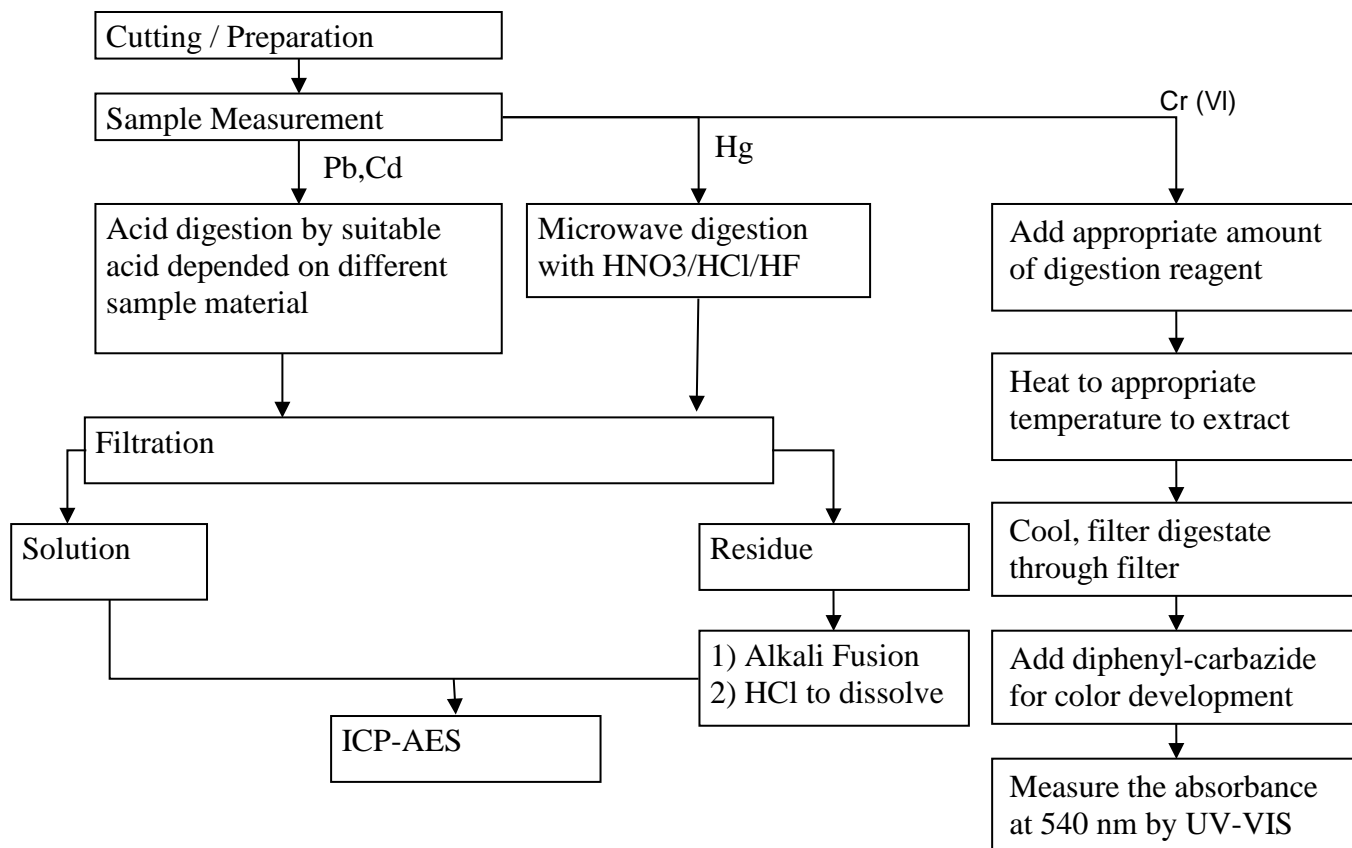 Cutting / Preparation
Sample Measurement
Cr (VI)
Hg
Pb,Cd
Acid digestion by suitable
acid depended on different
sample material
Microwave digestion
with HNO3/HCl/HF
Add appropriate amount
of digestion reagent
Heat to appropriate
temperature to extract
Filtration
Cool, filter digestate
through filter
Solution
Residue
1) Alkali Fusion
2) HCl to dissolve
Add diphenyl-carbazide
for color development
ICP-AES
Measure the absorbance
at 540 nm by UV-VIS